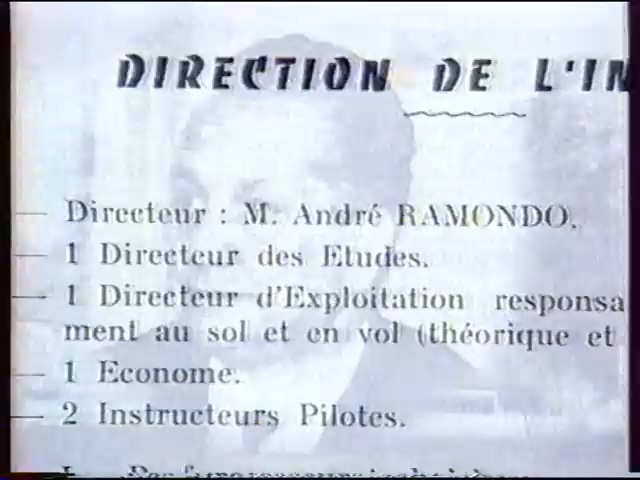 DIRECTION DE L'IN
— Directeur : M. André RAMONDO.
— 1 Directeur des Etudes.
— 1 Directeur d'Exploitation responsa
ment au sol et en vol (théorique et
— 1 Econome.
— 2 Instructeurs Pilotes.